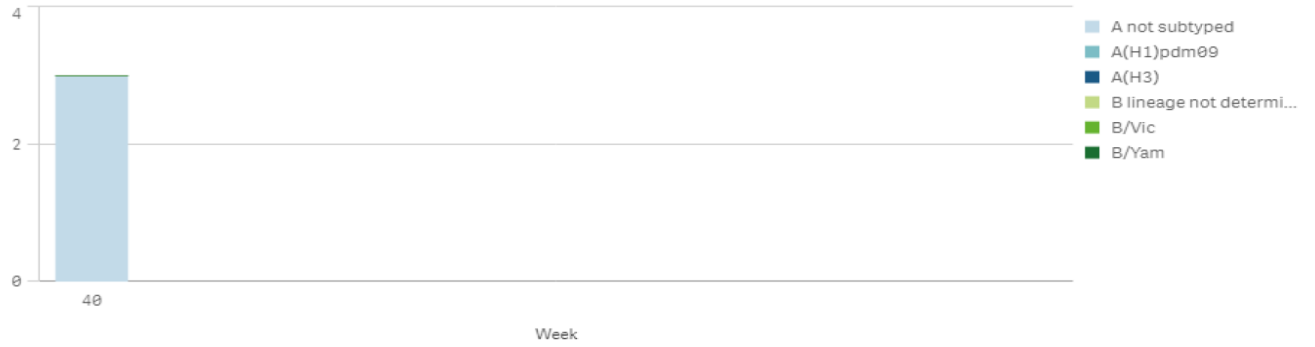 4
2
0
40
Week
A not subtyped
A(H1)pdm09
A(H3)
B lineage not determi...
B/Vic
B/Yam